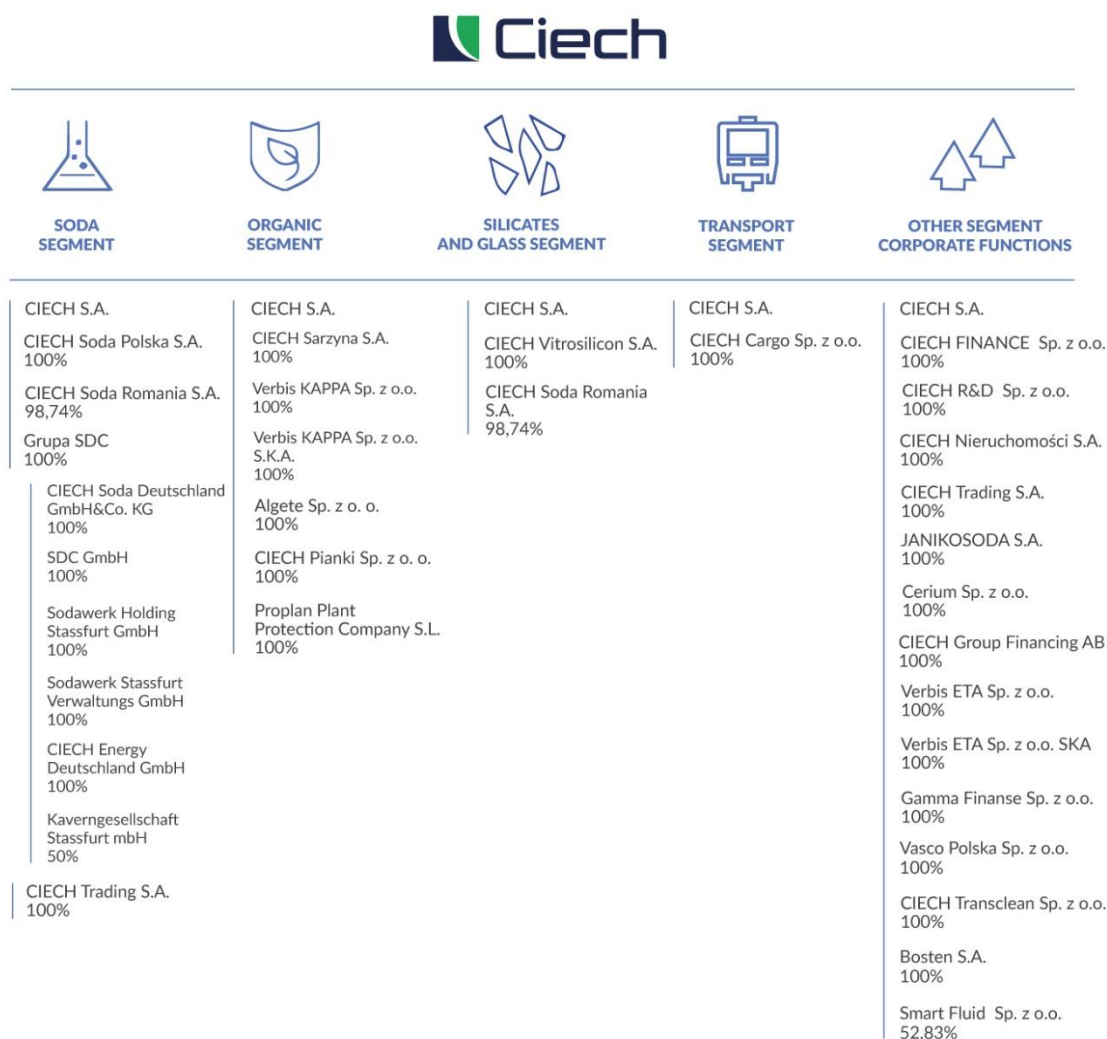 Ciech
SODA
SEGMENT
ORGANIC
SEGMENT
SILICATES
AND GLASS SEGMENT
TRANSPORT
SEGMENT
OTHER SEGMENT
CORPORATE FUNCTIONS
CIECH S.A.
CIECH Soda Polska S.A.
100%
CIECH Soda Romania S.A.
98,74%
Grupa SDC
100%
CIECH Soda Deutschland
GmbH&Co. KG
100%
SDC GmbH
100%
Sodawerk Holding
Stassfurt GmbH
100%
Sodawerk Stassfurt
Verwaltungs GmbH
100%
CIECH Energy
Deutschland GmbH
100%
Kaverngesellschaft
Stassfurt mbH
50%
CIECH Trading S.A.
100%
CIECH S.A.
CIECH Sarzyna S.A.
100%
Verbis KAPPA Sp. z o.o.
100%
Verbis KAPPA Sp. z o.o.
S.K.A.
100%
Algete Sp. z o. o.
100%
CIECH Pianki Sp. z o. o.
100%
Proplan Plant
Protection Company S.L.
100%
CIECH S.A.
CIECH Vitrosilicon S.A.
100%
CIECH Soda Romania
S.A.
98,74%
CIECH S.A.
CIECH Cargo Sp. z o.o.
100%
CIECH S.A.
CIECH FINANCE Sp. z o.o.
100%
CIECH R&D Sp. z o.o.
100%
CIECH Nieruchomości S.A.
100%
CIECH Trading S.A.
100%
JANIKOSODA S.A.
100%
Cerium Sp. z o.o.
100%
CIECH Group Financing AB
100%
Verbis ETA Sp. z o.o.
100%
Verbis ETA Sp. z o.o. SKA
100%
Gamma Finanse Sp. z o.o.
100%
Vasco Polska Sp. z o.o.
100%
CIECH Transclean Sp. z o.o.
100%
Bosten S.A.
100%
Smart Fluid Sp. z o.o.
52,83%